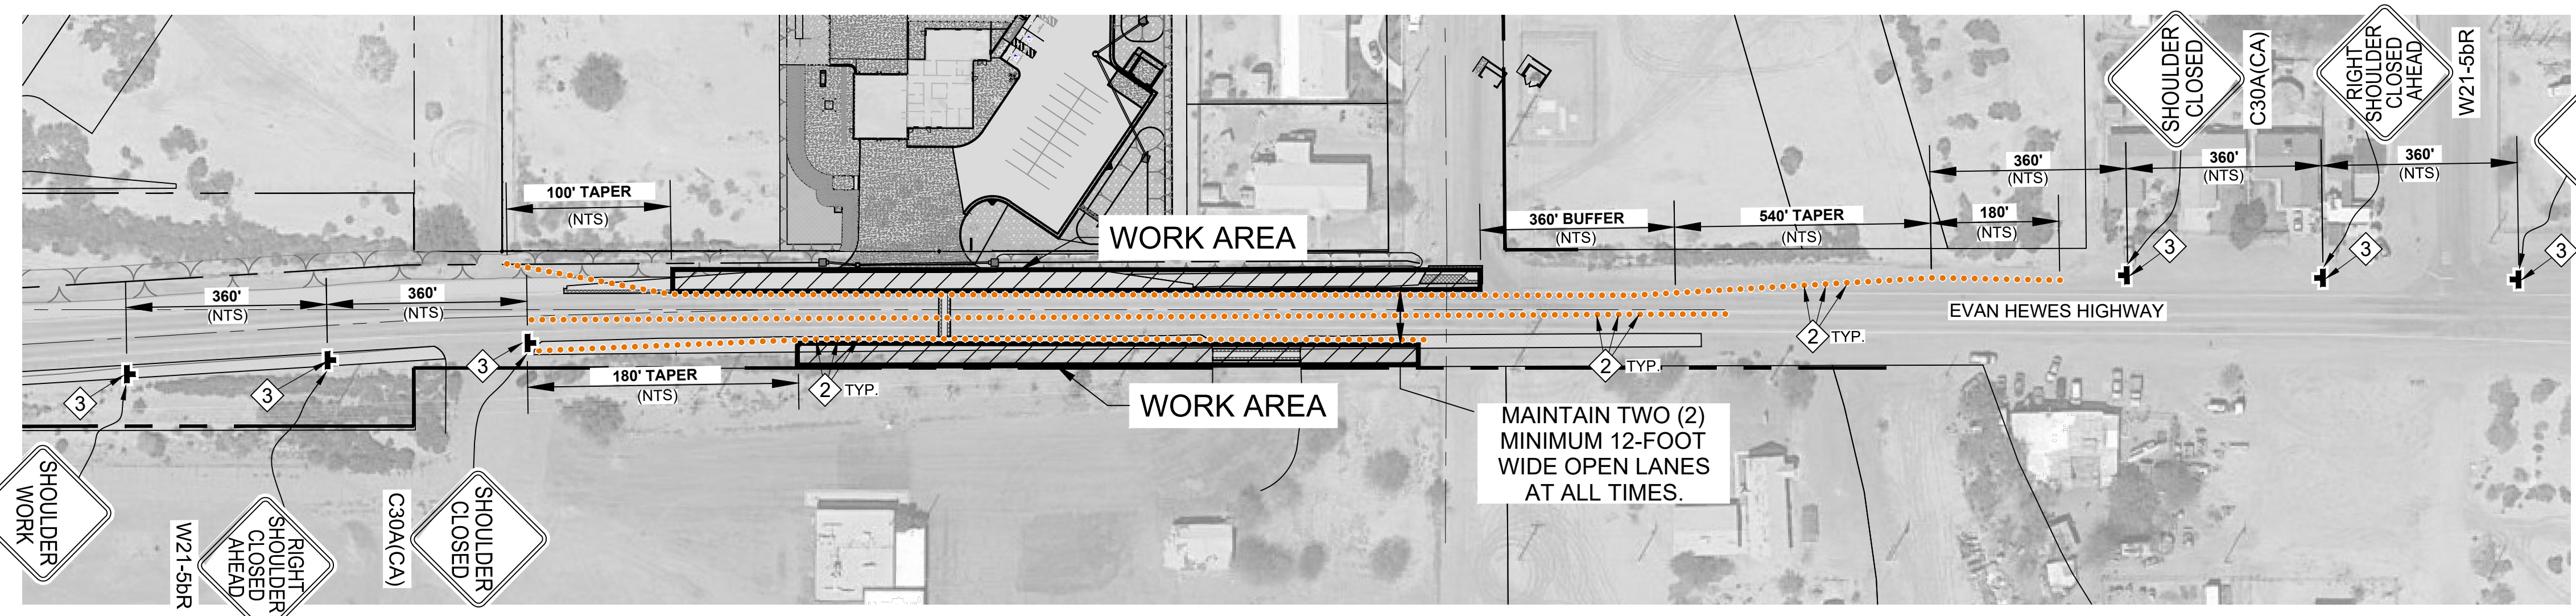 100' TAPER
(NTS)
WORK AREA
360' BUFFER
(NTS)
540' TAPER
(NTS)
180'
(NTS)
360'
(NTS)
360'
(NTS)
360'
(NTS)
SHOULDER
CLOSED
C30A(CA)
RIGHT
SHOULDER
CLOSED
AHEAD
W21-5bR
3
3
3
EVAN HEWES HIGHWAY
2 TYP.
2 TYP.
360'
(NTS)
360'
(NTS)
3
3
3
180' TAPER
(NTS)
2 TYP.
WORK AREA
MAINTAIN TWO (2)
MINIMUM 12-FOOT
WIDE OPEN LANES
AT ALL TIMES.
SHOULDER
WORK
W21-5bR
RIGHT
SHOULDER
CLOSED
AHEAD
C30A(CA)
SHOULDER
CLOSED